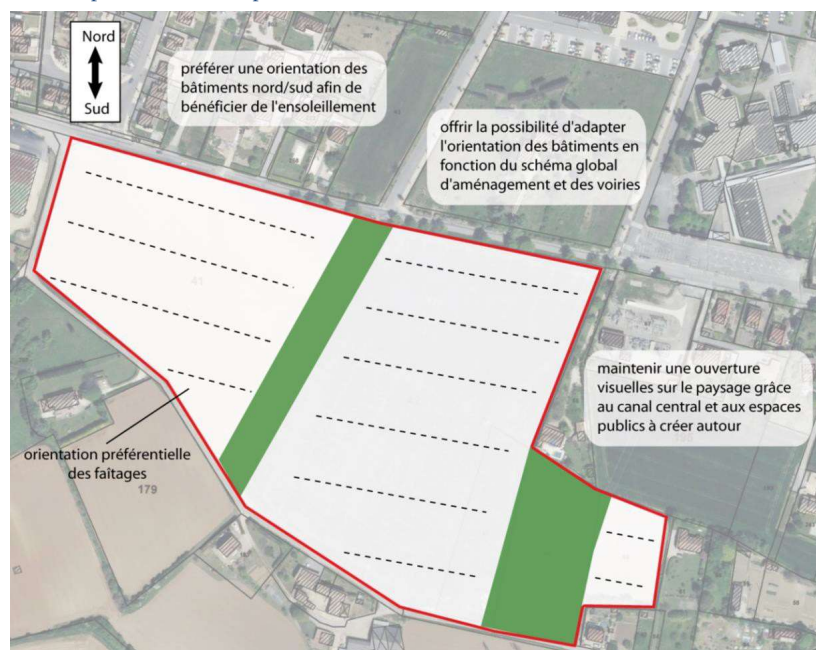 Nord
Sud
préférer une orientation des
bâtiments nord/sud afin de
bénéficier de l'ensoleillement
offrir la possibilité d'adapter
l'orientation des bâtiments en
fonction du schéma global
d'aménagement et des voiries
maintenir une ouverture
visuelles sur le paysage grâce
au canal central et aux espaces
publics à créer autour
orientation préférentielle
des faîtages
179